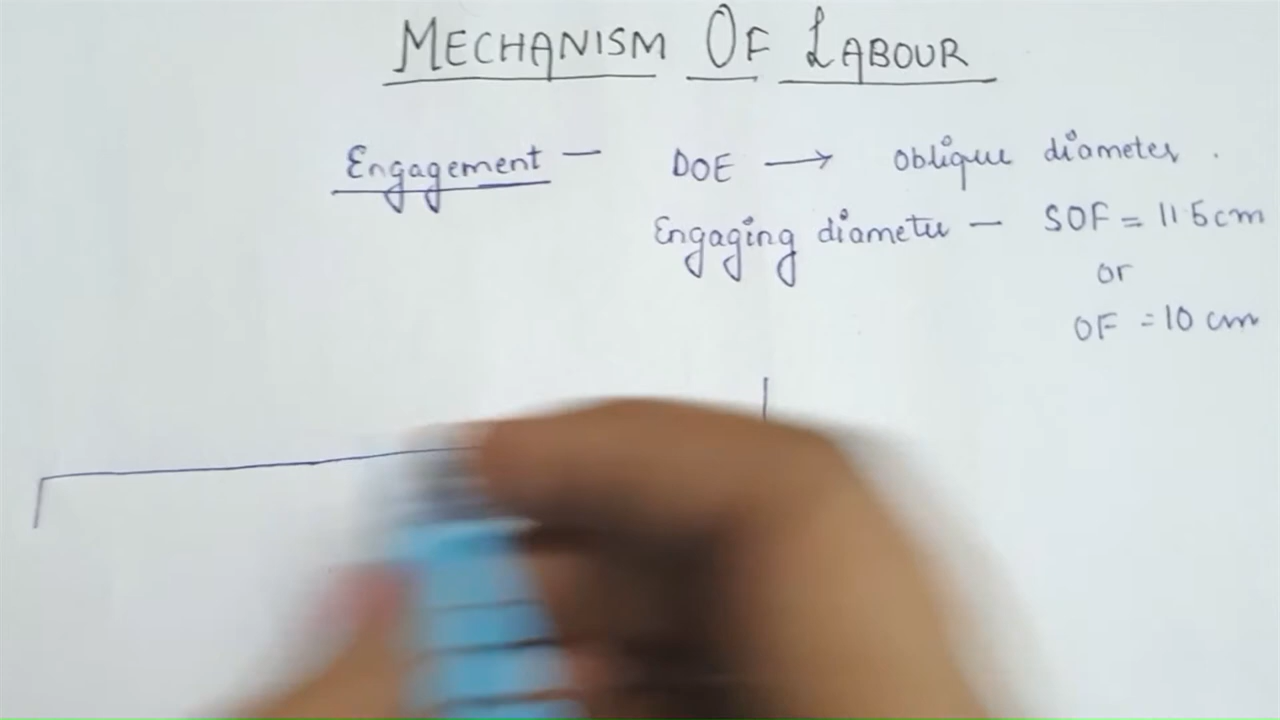 MECHANISM OF LABOUR
Engagement — DOE → oblique diameter.
Engaging diameter — SOF = 11.5cm
or
OF = 10 cm